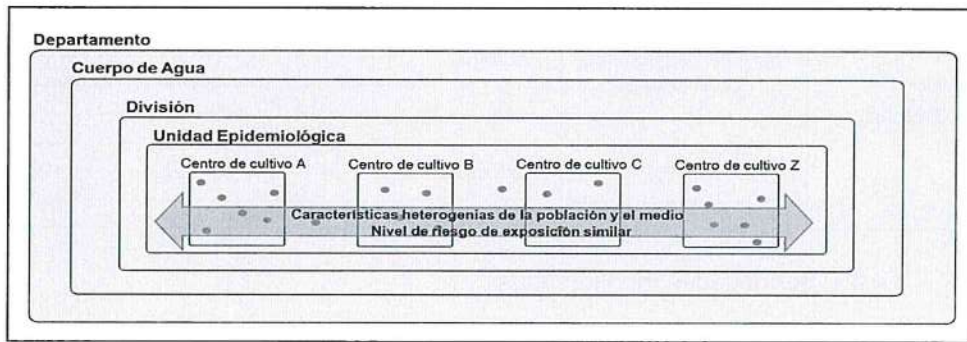 Departamento
Cuerpo de Agua
División
Unidad Epidemiológica
Centro de cultivo A Centro de cultivo B Centro de cultivo C Centro de cultivo Z
Características heterogenias de la población y el medio
Nivel de riesgo de exposición similar